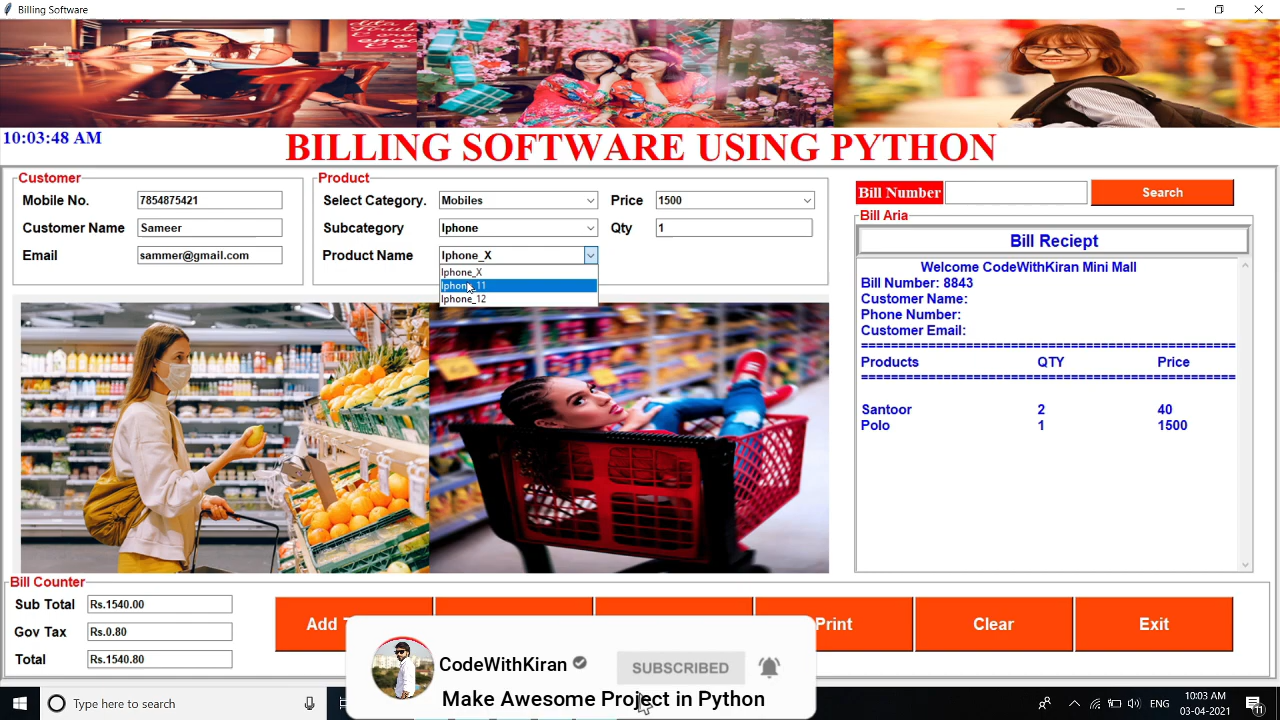 Billing Software
10:03:48 AM
BILLING SOFTWARE USING PYTHON
Customer
Mobile No. 7854875421
Customer Name Sameer
Email sammer@gmail.com
Product
Select Category. Mobiles
Subcategory Iphone
Product Name Iphone_X
Iphone_X
Iphone_11
Iphone_12
Price 1500
Qty 1
Bill Number Search
Bill Aria
Bill Reciept
Welcome CodeWithKiran Mini Mall
Bill Number: 8843
Customer Name:
Phone Number:
Customer Email:
==================================================
Products QTY Price
==================================================
Santoor 2 40
Polo 1 1500
Bill Counter
Sub Total Rs.1540.00
Gov Tax Rs.0.80
Total Rs.1540.80
Add Print Clear Exit
CodeWithKiran SUBSCRIBED
Make Awesome Project in Python
Type here to search
ENG
10:03 AM
03-04-2021
11